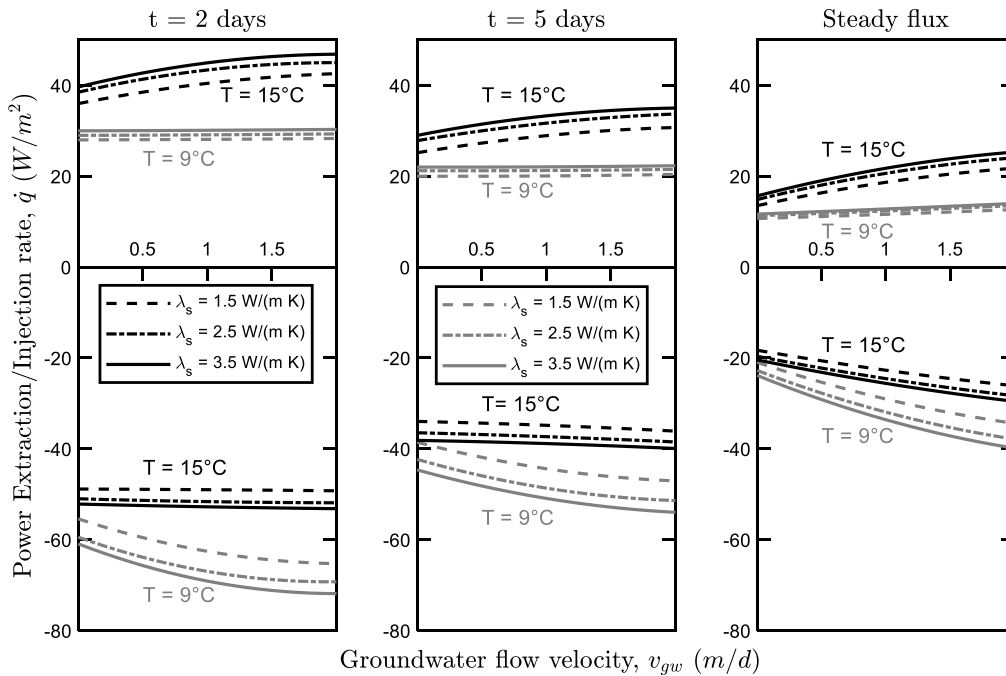 t = 2 days
t = 5 days
Steady flux
Power Extraction/Injection rate, q̇ (W/m²)
40
20
0
-20
-40
-60
-80
T = 15°C
T = 9°C
0.5 1 1.5
λs = 1.5 W/(m K)
λs = 2.5 W/(m K)
λs = 3.5 W/(m K)
T = 15°C
T = 9°C
40
20
0
-20
-40
-60
-80
T = 15°C
T = 9°C
0.5 1 1.5
λs = 1.5 W/(m K)
λs = 2.5 W/(m K)
λs = 3.5 W/(m K)
T = 15°C
T = 9°C
40
20
0
-20
-40
-60
-80
T = 15°C
T = 9°C
0.5 1 1.5
T = 15°C
T = 9°C
Groundwater flow velocity, vgw (m/d)